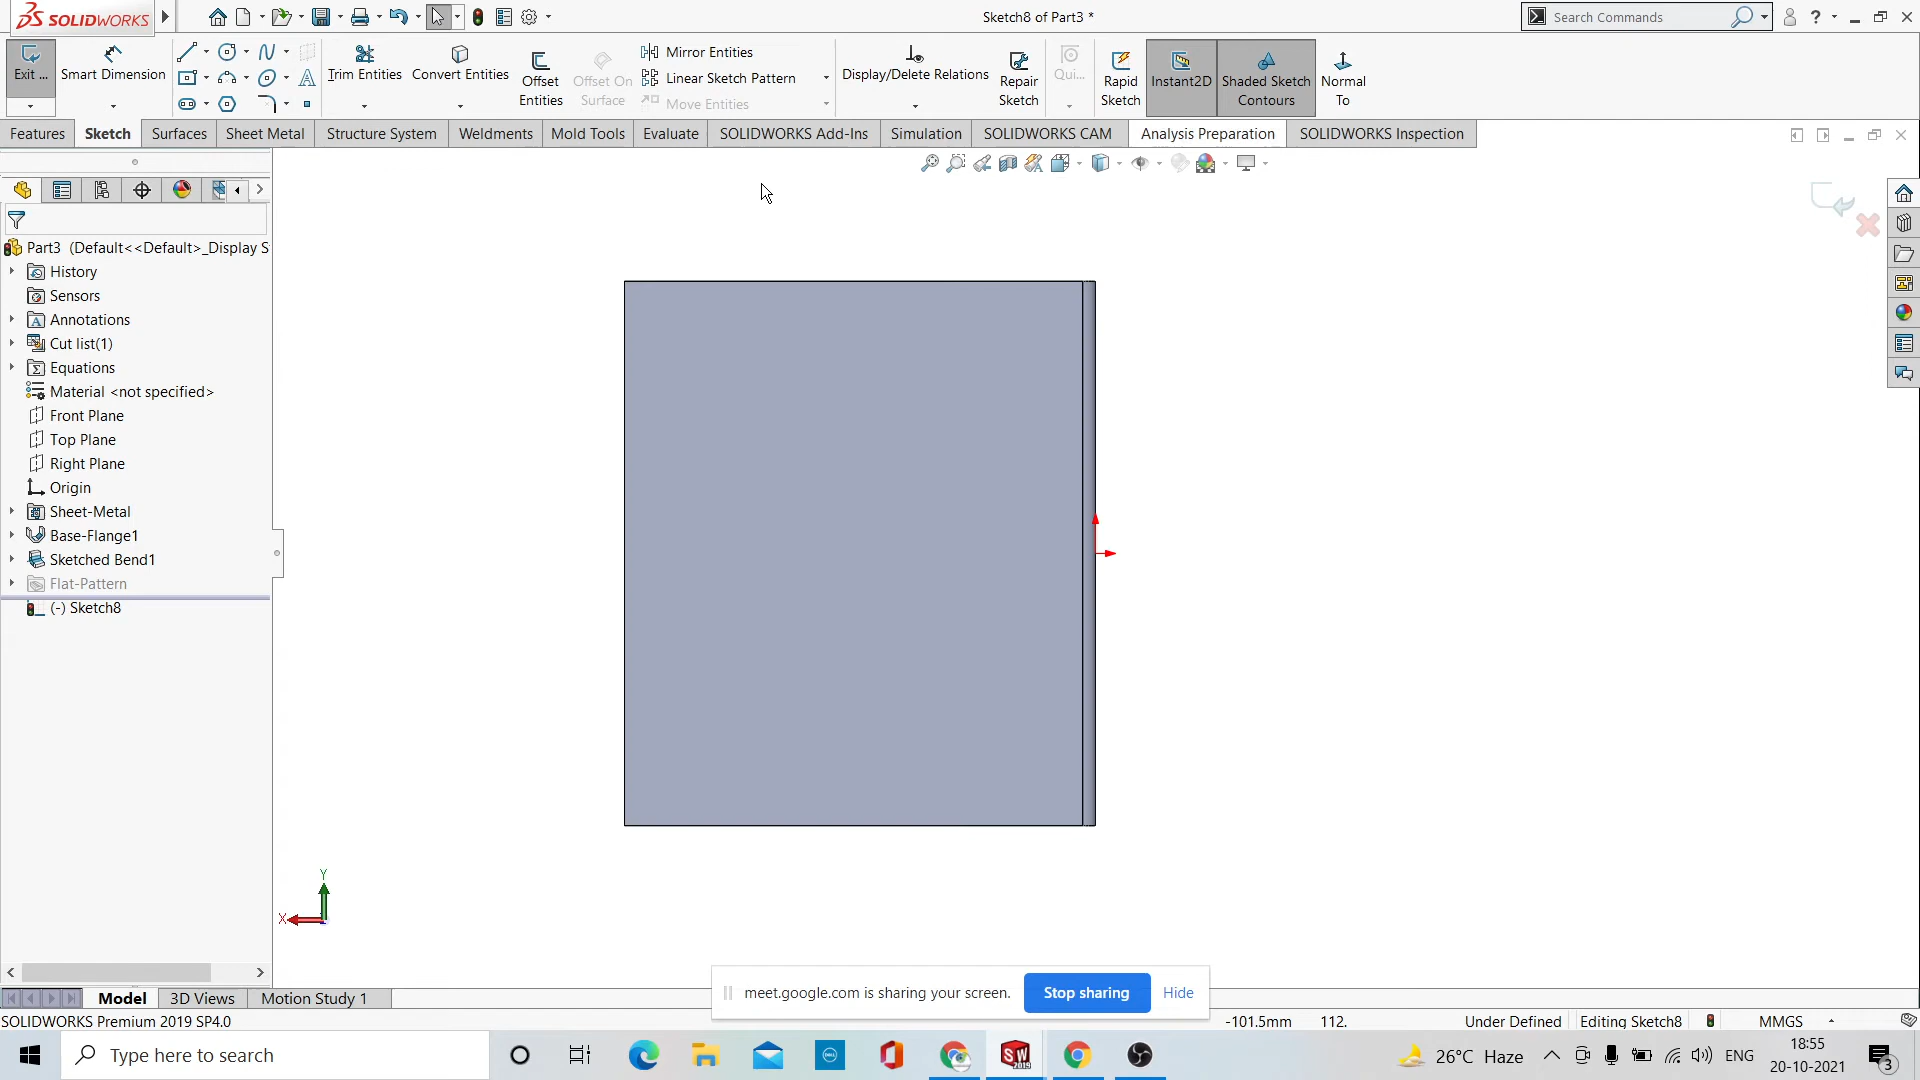 SOLIDWORKS
Sketch8 of Part3 *
Search Commands
?
Exit ...
Smart Dimension
Trim Entities
Convert Entities
Offset
Entities
Offset On
Surface
Mirror Entities
Linear Sketch Pattern
Move Entities
Display/Delete Relations
Repair
Sketch
Qui...
Rapid
Sketch
Instant2D
Shaded Sketch
Contours
Normal
To
Features
Sketch
Surfaces
Sheet Metal
Structure System
Weldments
Mold Tools
Evaluate
SOLIDWORKS Add-Ins
Simulation
SOLIDWORKS CAM
Analysis Preparation
SOLIDWORKS Inspection
Part3 (Default<<Default>_Display S
History
Sensors
Annotations
Cut list(1)
Equations
Material <not specified>
Front Plane
Top Plane
Right Plane
Origin
Sheet-Metal
Base-Flange1
Sketched Bend1
Flat-Pattern
(-) Sketch8
Y
X
meet.google.com is sharing your screen.
Stop sharing
Hide
Model
3D Views
Motion Study 1
SOLIDWORKS Premium 2019 SP4.0
-101.5mm
112.
Under Defined
Editing Sketch8
MMGS
Type here to search
26°C Haze
ENG
18:55
20-10-2021
3